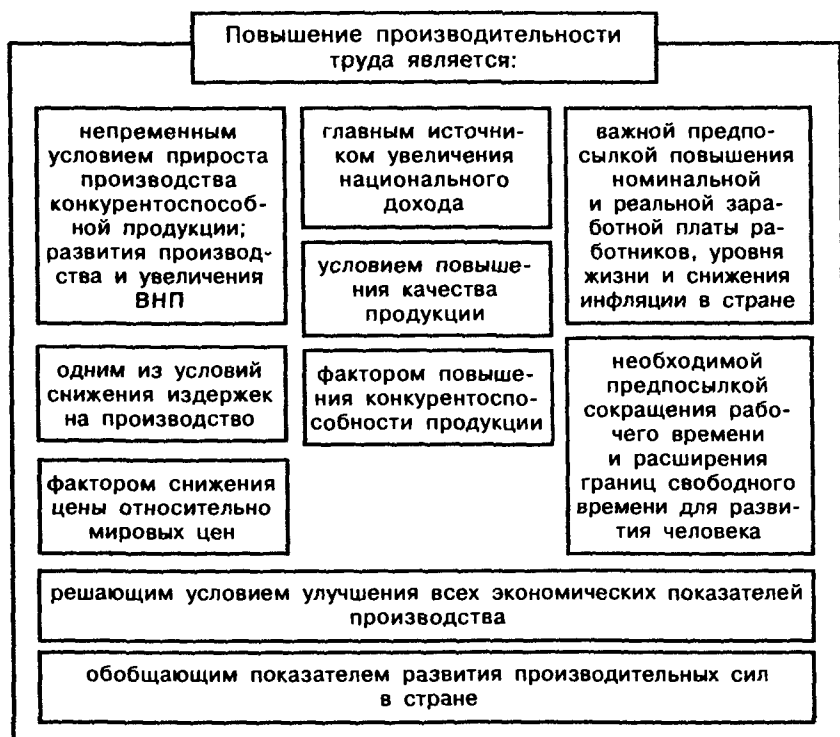 Повышение производительности
труда является:
непременным
условием прироста
производства
конкурентоспособ-
ной продукции;
развития производ-
ства и увеличения
ВНП
одним из условий
снижения издержек
на производство
фактором снижения
цены относительно
мировых цен
главным источни-
ком увеличения
национального
дохода
условием повыше-
ния качества
продукции
фактором повыше-
ния конкурентоспо-
собности продукции
важной предпо-
сылкой повышения
номинальной
и реальной зара-
ботной платы ра-
ботников, уровня
жизни и снижения
инфляции в стране
необходимой
предпосылкой
сокращения рабо-
чего времени
и расширения
границ свободного
времени для разви-
тия человека
решающим условием улучшения всех экономических показателей
производства
обобщающим показателем развития производительных сил
в стране